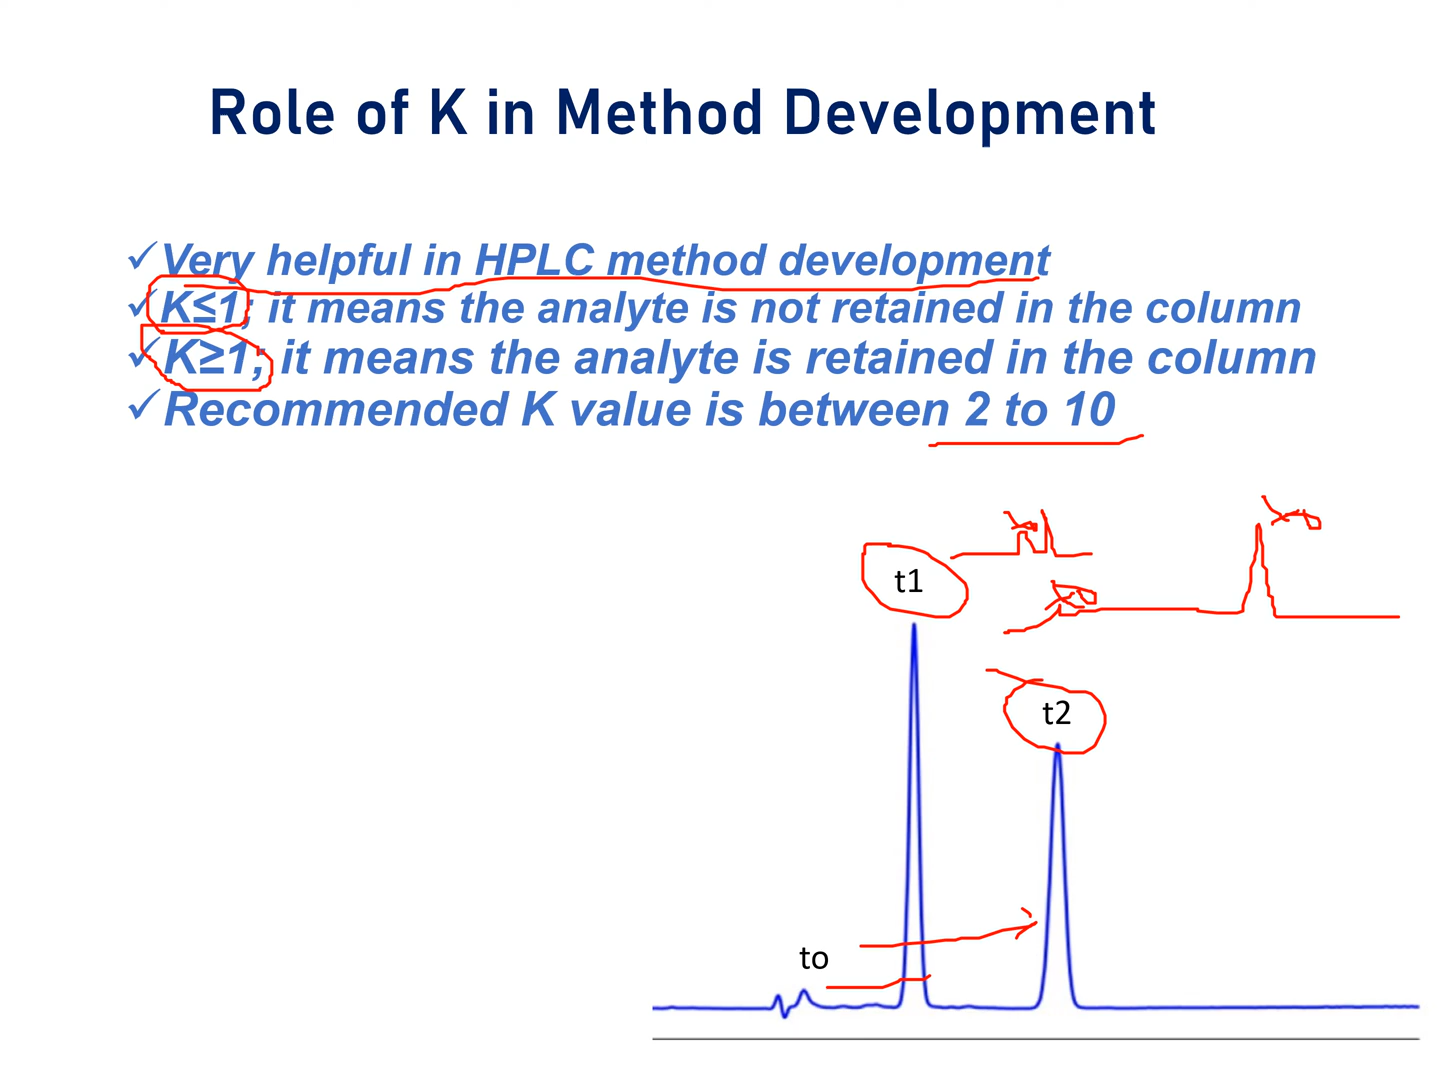 Role of K in Method Development
✓Very helpful in HPLC method development
✓K≤1; it means the analyte is not retained in the column
✓K≥1; it means the analyte is retained in the column
✓Recommended K value is between 2 to 10
t1
t2
to